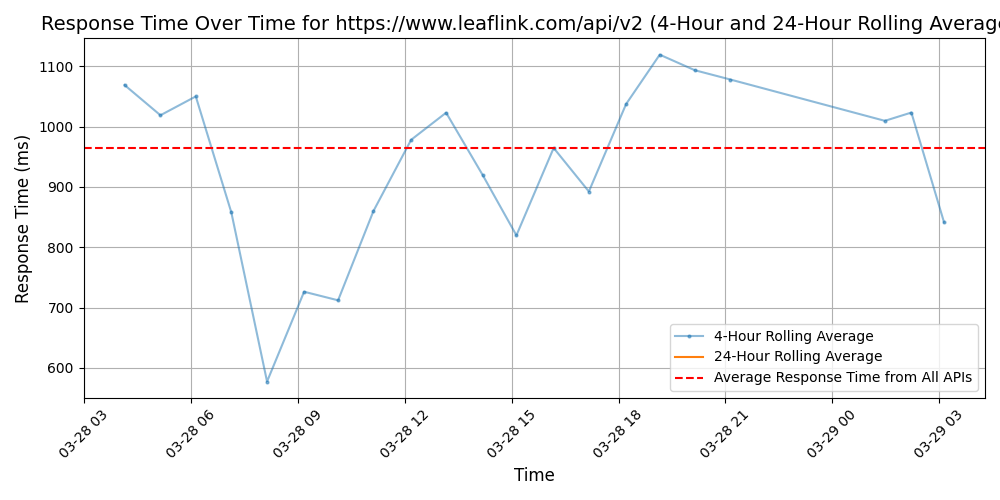 Response Time Over Time for https://www.leaflink.com/api/v2 (4-Hour and 24-Hour Rolling Average
Response Time (ms)
1100
1000
900
800
700
600
4-Hour Rolling Average
24-Hour Rolling Average
Average Response Time from All APIs
03-28 03
03-28 06
03-28 09
03-28 12
03-28 15
03-28 18
03-28 21
03-29 00
03-29 03
Time